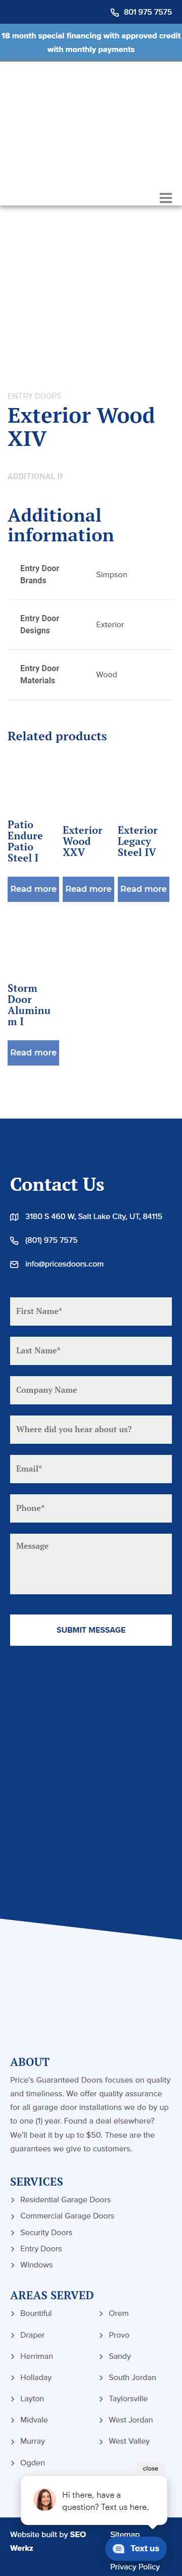 801 975 7575
18 month special financing with approved credit
with monthly payments
ENTRY DOORS
Exterior Wood
XIV
ADDITIONAL IN
Additional
information
Entry Door
Brands
Simpson
Entry Door
Designs
Exterior
Entry Door
Materials
Wood
Related products
Patio
Endure
Patio
Steel I
Read more
Exterior
Wood
XXV
Read more
Exterior
Legacy
Steel IV
Read more
Storm
Door
Aluminu
m I
Read more
Contact Us
3180 S 460 W, Salt Lake City, UT, 84115
(801) 975 7575
info@pricesdoors.com
First Name*
Last Name*
Company Name
Where did you hear about us?
Email*
Phone*
Message
SUBMIT MESSAGE
ABOUT
Price's Guaranteed Doors focuses on quality
and timeliness. We offer quality assurance
for all garage door installations we do by up
to one (1) year. Found a deal elsewhere?
We'll beat it by up to $50. These are the
guarantees we give to customers.
SERVICES
Residential Garage Doors
Commercial Garage Doors
Security Doors
Entry Doors
Windows
AREAS SERVED
Bountiful
Orem
Draper
Provo
Herriman
Sandy
Holladay
South Jordan
Layton
Taylorsville
Midvale
West Jordan
Murray
West Valley
Ogden
close
Hi there, have a
question? Text us here.
Website built by SEO
Werkz
Sitemap
Text us
Privacy Policy